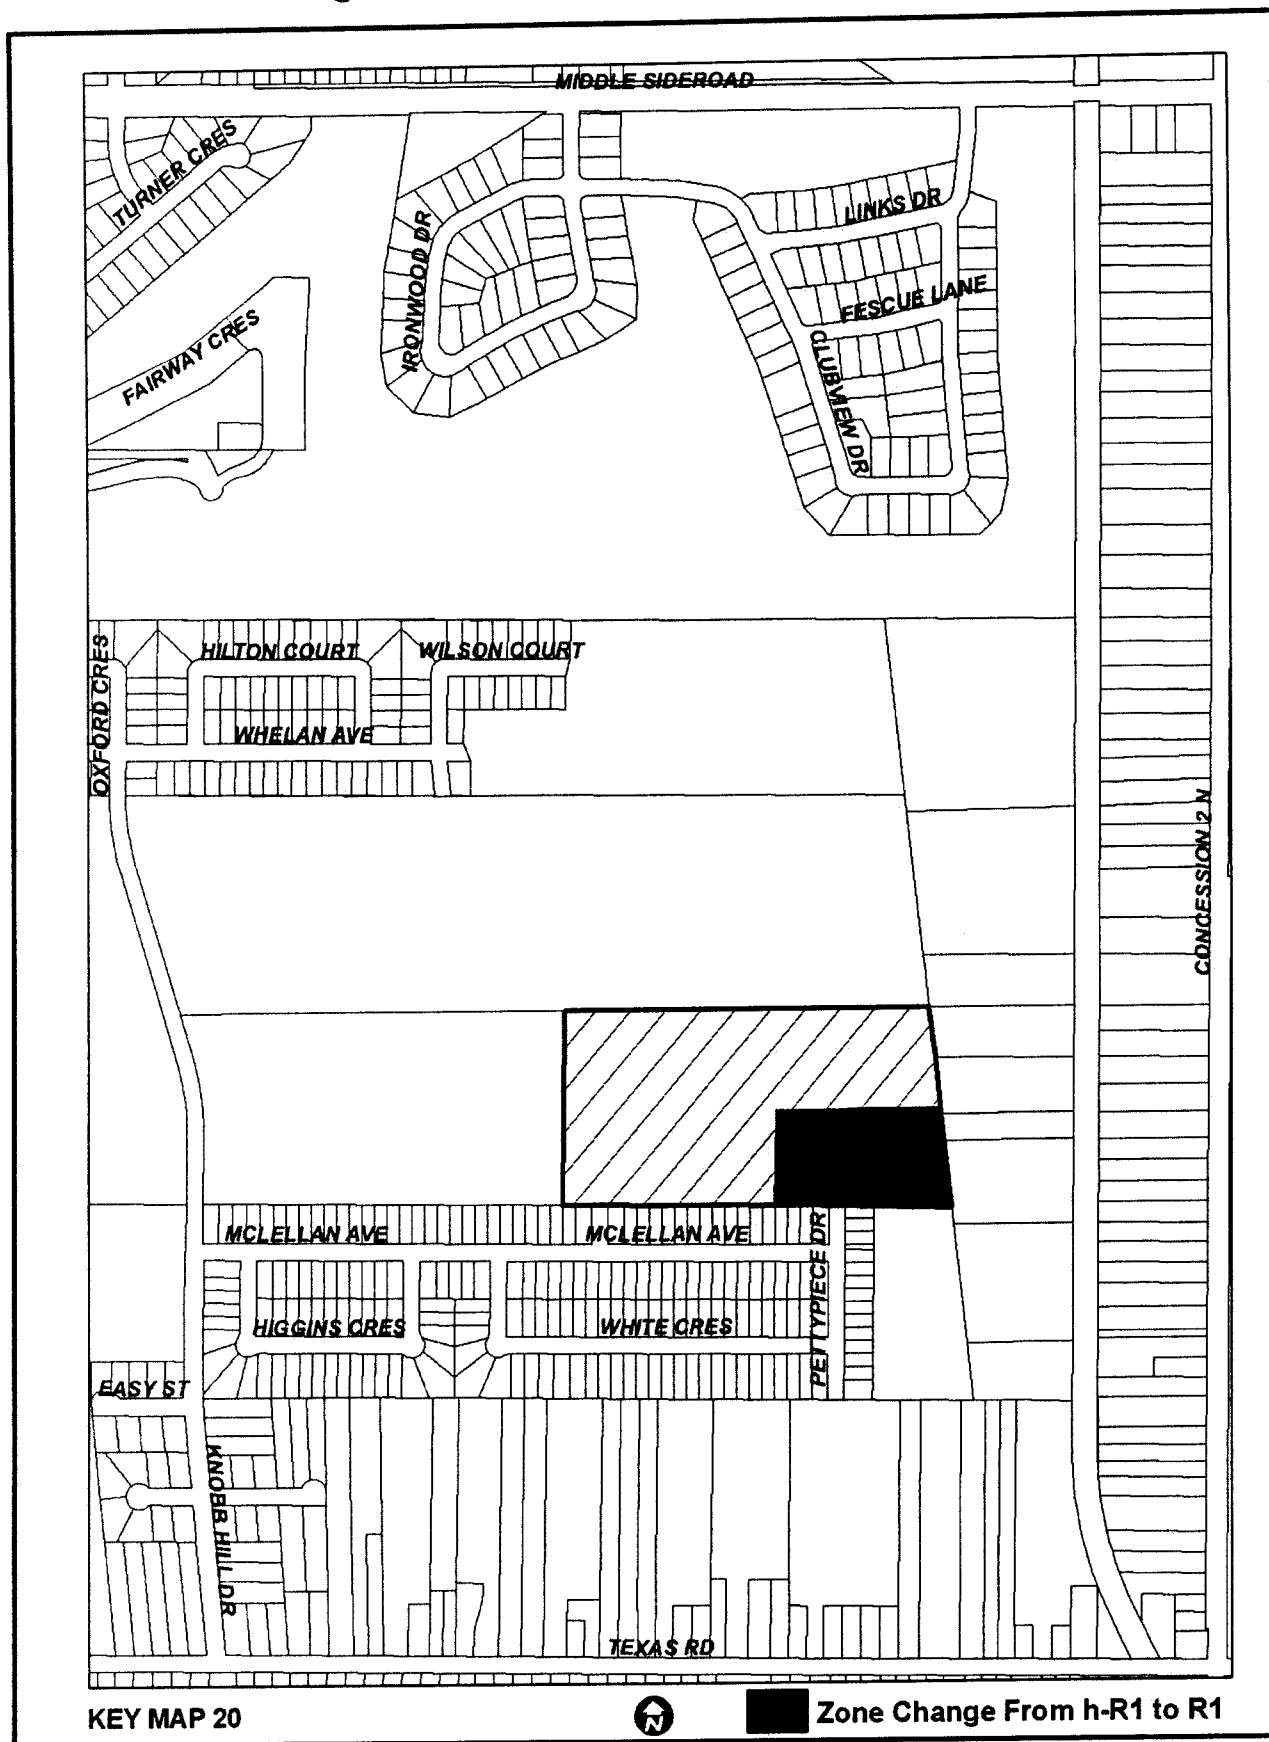 MIDDLE SIDEROAD
TURNER CRES
LINKS DR
IRONWOOD DR
FESCUE LANE
FAIRWAY CRES
CLUBVIEW DR
OXFORD CRES
HILTON COURT
WILSON COURT
WHELAN AVE
CONCESSION 2 N
MCLELLAN AVE
MCLELLAN AVE
PETTYPIECE DR
HIGGINS CRES
WHITE CRES
EASY ST
KNOBB HILL DR
TEXAS RD
KEY MAP 20
N
Zone Change From h-R1 to R1